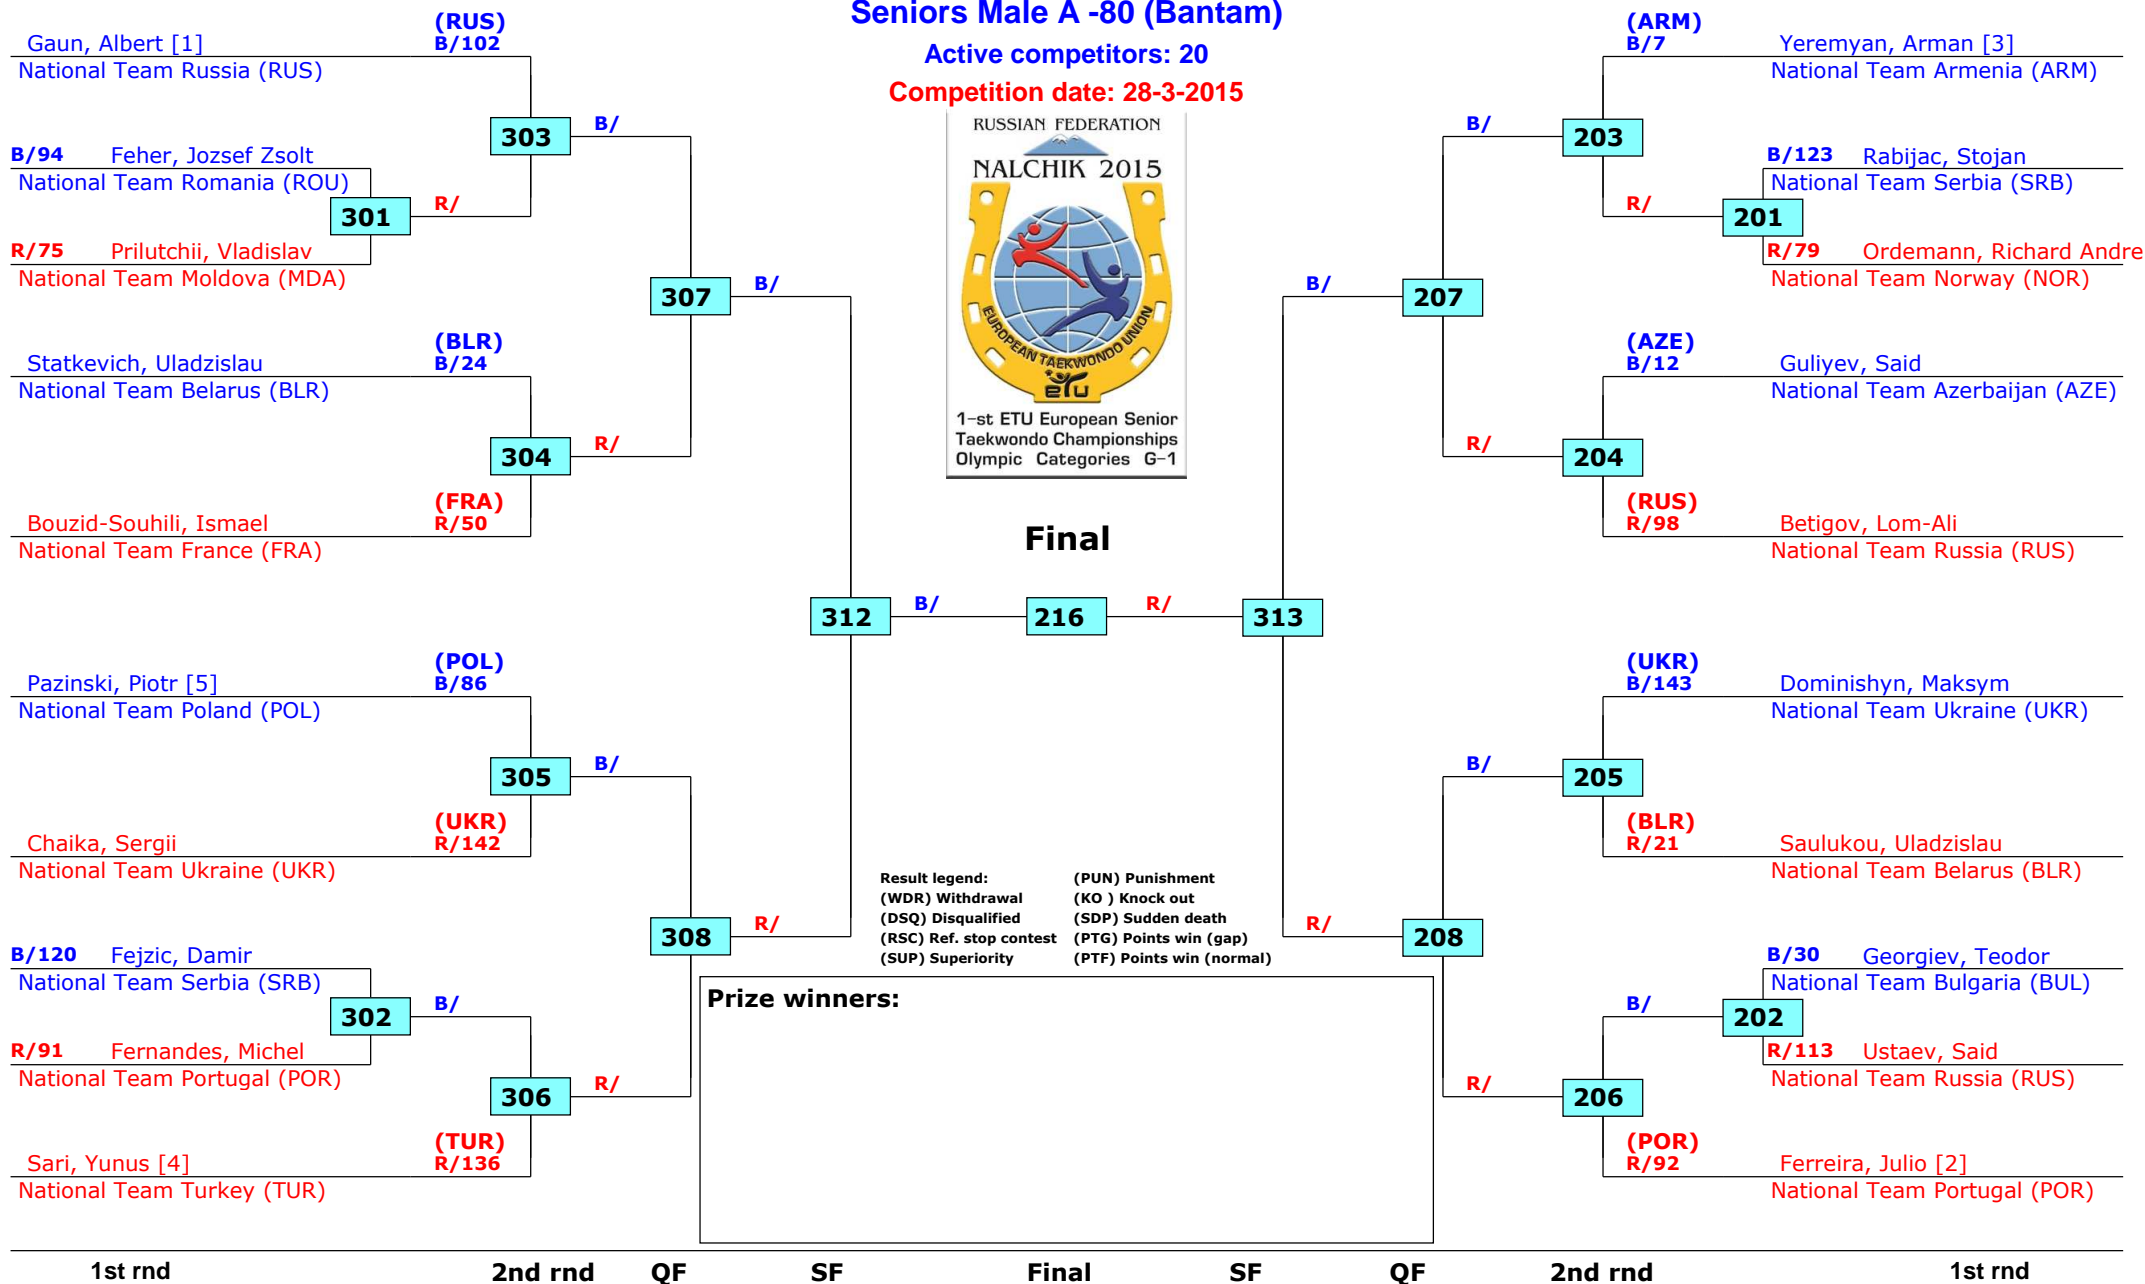 Seniors Male A -80 (Bantam)
Active competitors: 20
Competition date: 28-3-2015
RUSSIAN FEDERATION
NALCHIK 2015
EUROPEAN TAEKWONDO UNION
eTu
1-st ETU European Senior
Taekwondo Championships
Olympic Categories G-1
Final
(RUS)
Gaun, Albert [1] B/102
National Team Russia (RUS)
303 B/
B/94 Feher, Jozsef Zsolt
National Team Romania (ROU)
301 R/
R/75 Prilutchii, Vladislav
National Team Moldova (MDA)
307 B/
(BLR)
Statkevich, Uladzislau B/24
National Team Belarus (BLR)
304 R/
(FRA)
Bouzid-Souhili, Ismael R/50
National Team France (FRA)
312 B/ 216 R/ 313
(POL)
Pazinski, Piotr [5] B/86
National Team Poland (POL)
305 B/
(UKR)
Chaika, Sergii R/142
National Team Ukraine (UKR)
308 R/
B/120 Fejzic, Damir
National Team Serbia (SRB)
302 B/
R/91 Fernandes, Michel
National Team Portugal (POR)
306 R/
(TUR)
Sari, Yunus [4] R/136
National Team Turkey (TUR)
(ARM)
B/7 Yeremyan, Arman [3]
National Team Armenia (ARM)
B/ 203
B/123 Rabijac, Stojan
National Team Serbia (SRB)
R/ 201
R/79 Ordemann, Richard Andre
National Team Norway (NOR)
B/ 207
(AZE)
B/12 Guliyev, Said
National Team Azerbaijan (AZE)
R/ 204
(RUS)
R/98 Betigov, Lom-Ali
National Team Russia (RUS)
(UKR)
B/143 Dominishyn, Maksym
National Team Ukraine (UKR)
B/ 205
(BLR)
R/21 Saulukou, Uladzislau
National Team Belarus (BLR)
R/ 208
B/30 Georgiev, Teodor
National Team Bulgaria (BUL)
B/ 202
R/113 Ustaev, Said
National Team Russia (RUS)
R/ 206
(POR)
R/92 Ferreira, Julio [2]
National Team Portugal (POR)
Result legend: (PUN) Punishment
(WDR) Withdrawal (KO ) Knock out
(DSQ) Disqualified (SDP) Sudden death
(RSC) Ref. stop contest (PTG) Points win (gap)
(SUP) Superiority (PTF) Points win (normal)
Prize winners:
1st rnd 2nd rnd QF SF Final SF QF 2nd rnd 1st rnd